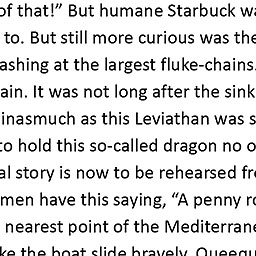 of that!” But humane Starbuck wa
to. But still more curious was the
ashing at the largest fluke-chains.
ain. It was not long after the sink
inasmuch as this Leviathan was s
to hold this so-called dragon no o
al story is now to be rehearsed fr
men have this saying, “A penny ro
nearest point of the Mediterrane
ke the boat slide bravely. Queequ